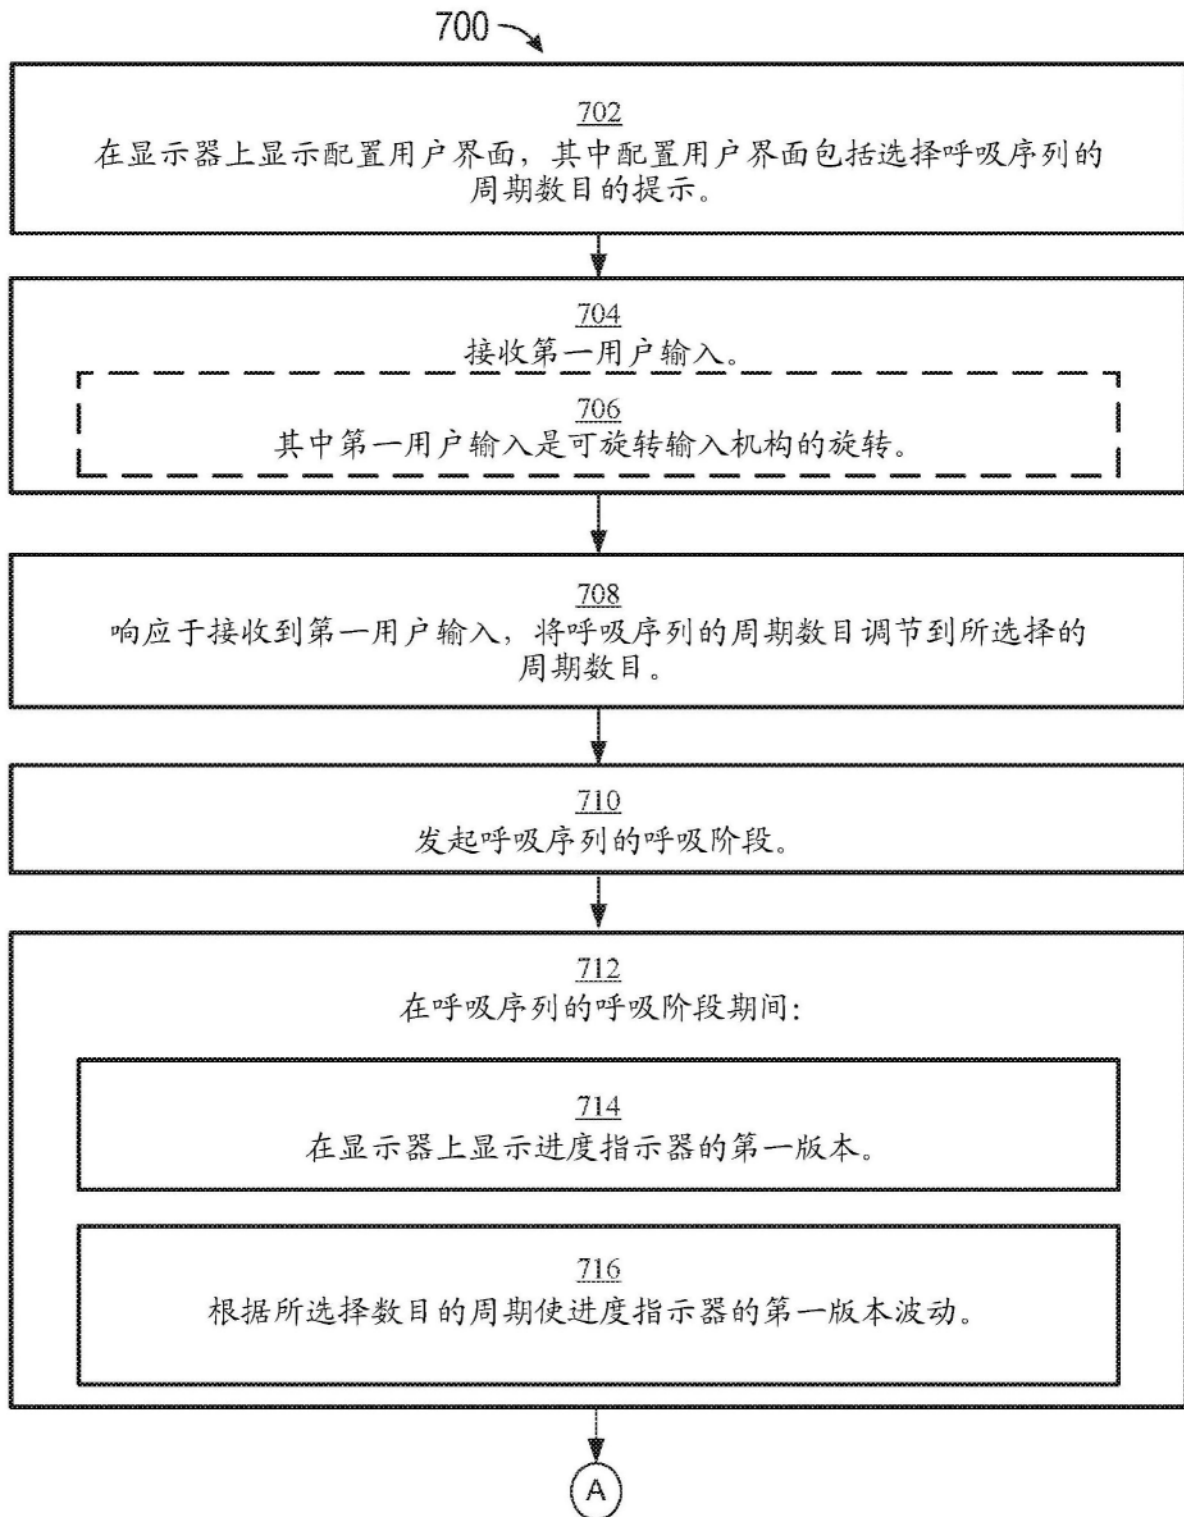 700
702
在显示器上显示配置用户界面，其中配置用户界面包括选择呼吸序列的
周期数目的提示。
704
接收第一用户输入。
706
其中第一用户输入是可旋转输入机构的旋转。
708
响应于接收到第一用户输入，将呼吸序列的周期数目调节到所选择的
周期数目。
710
发起呼吸序列的呼吸阶段。
712
在呼吸序列的呼吸阶段期间：
714
在显示器上显示进度指示器的第一版本。
716
根据所选择数目的周期使进度指示器的第一版本波动。
A